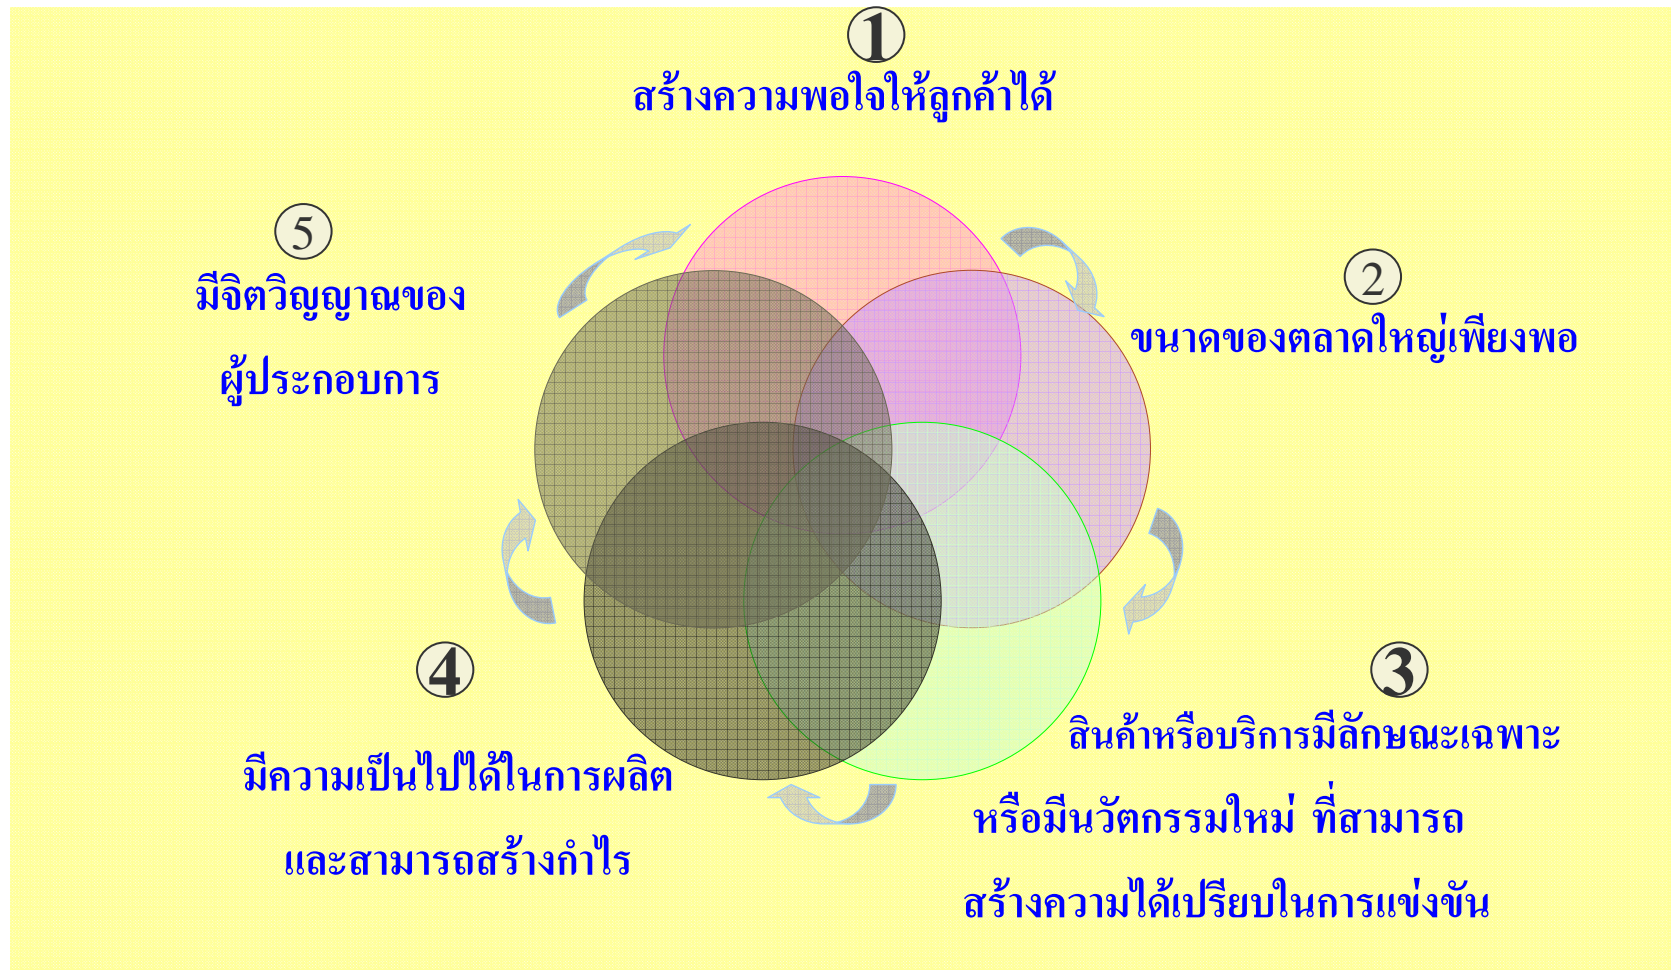 1
สร้างความพอใจให้ลูกค้าได้
2
ขนาดของตลาดใหญ่เพียงพอ
3
สินค้าหรือบริการมีลักษณะเฉพาะ
หรือมีนวัตกรรมใหม่ ที่สามารถ
สร้างความได้เปรียบในการแข่งขัน
4
มีความเป็นไปได้ในการผลิต
และสามารถสร้างกำไร
5
มีจิตวิญญาณของ
ผู้ประกอบการ